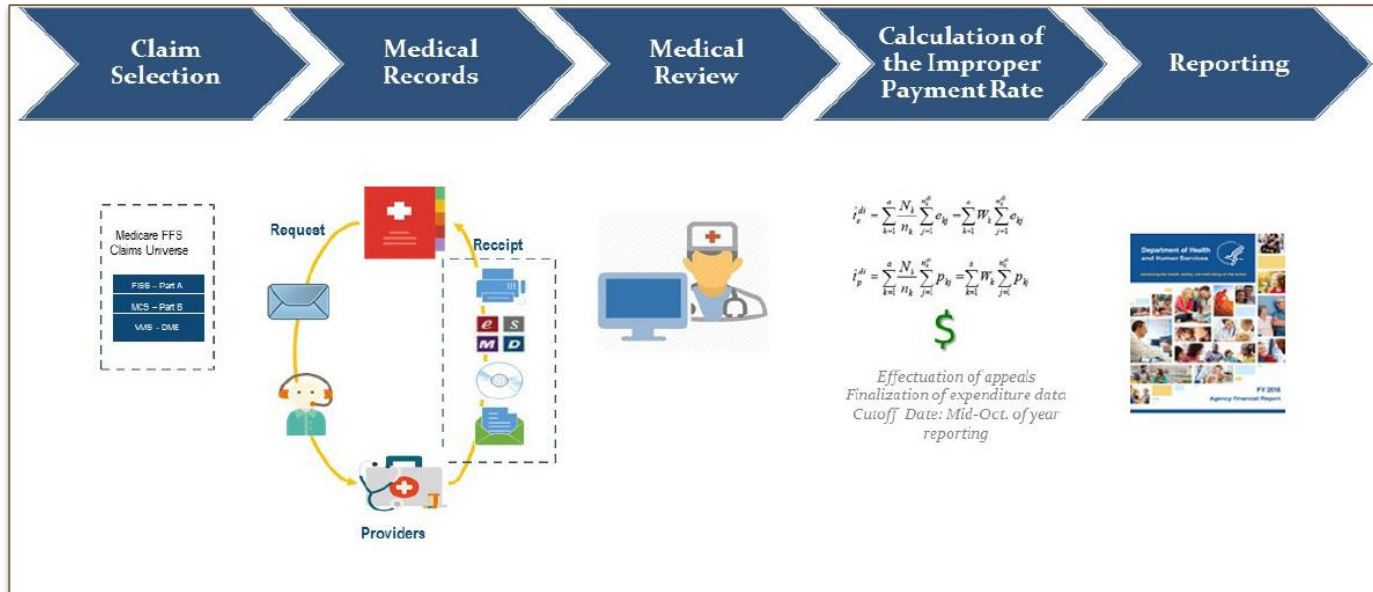 Claim
Selection
Medical
Records
Medical
Review
Calculation of
the Improper
Payment Rate
Reporting
Medicare FFS
Claims Universe
FISS – Part A
MCS – Part B
VMS – DME
Request
Receipt
e S
M D
Providers
Effectuation of appeals
Finalization of expenditure data
Cutoff Date: Mid-Oct. of year
reporting
Department of Health
and Human Services
FY 2016
Agency Financial Report